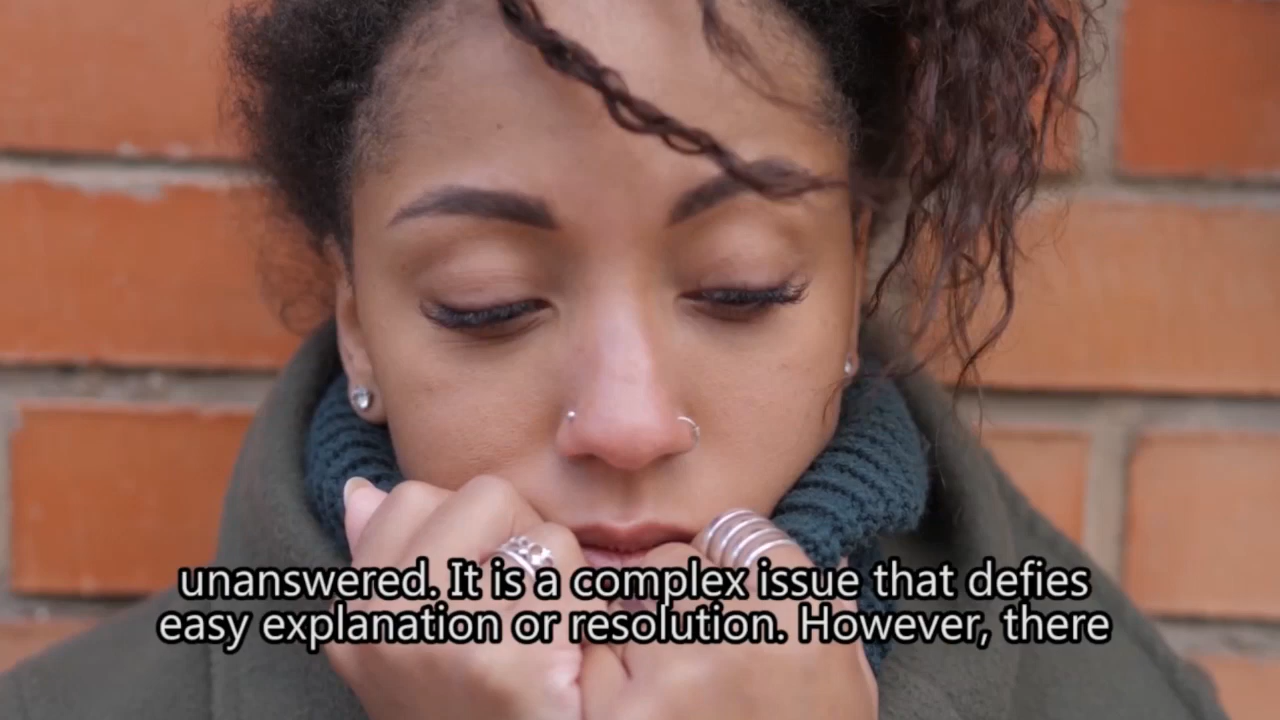 unanswered. It is a complex issue that defies
easy explanation or resolution. However, there